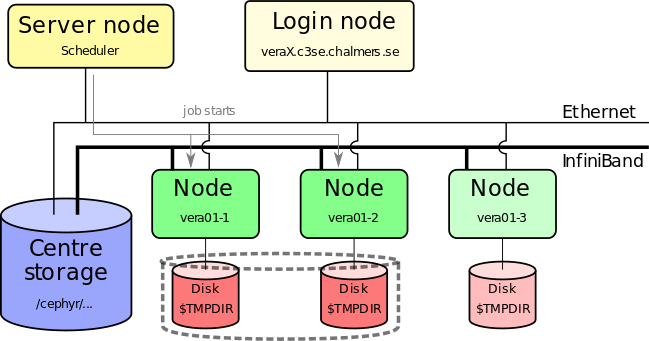 Server node
Scheduler
Login node
veraX.c3se.chalmers.se
job starts
Ethernet
InfiniBand
Node
vera01-1
Node
vera01-2
Node
vera01-3
Centre
storage
/cephyr/...
Disk
$TMPDIR
Disk
$TMPDIR
Disk
$TMPDIR